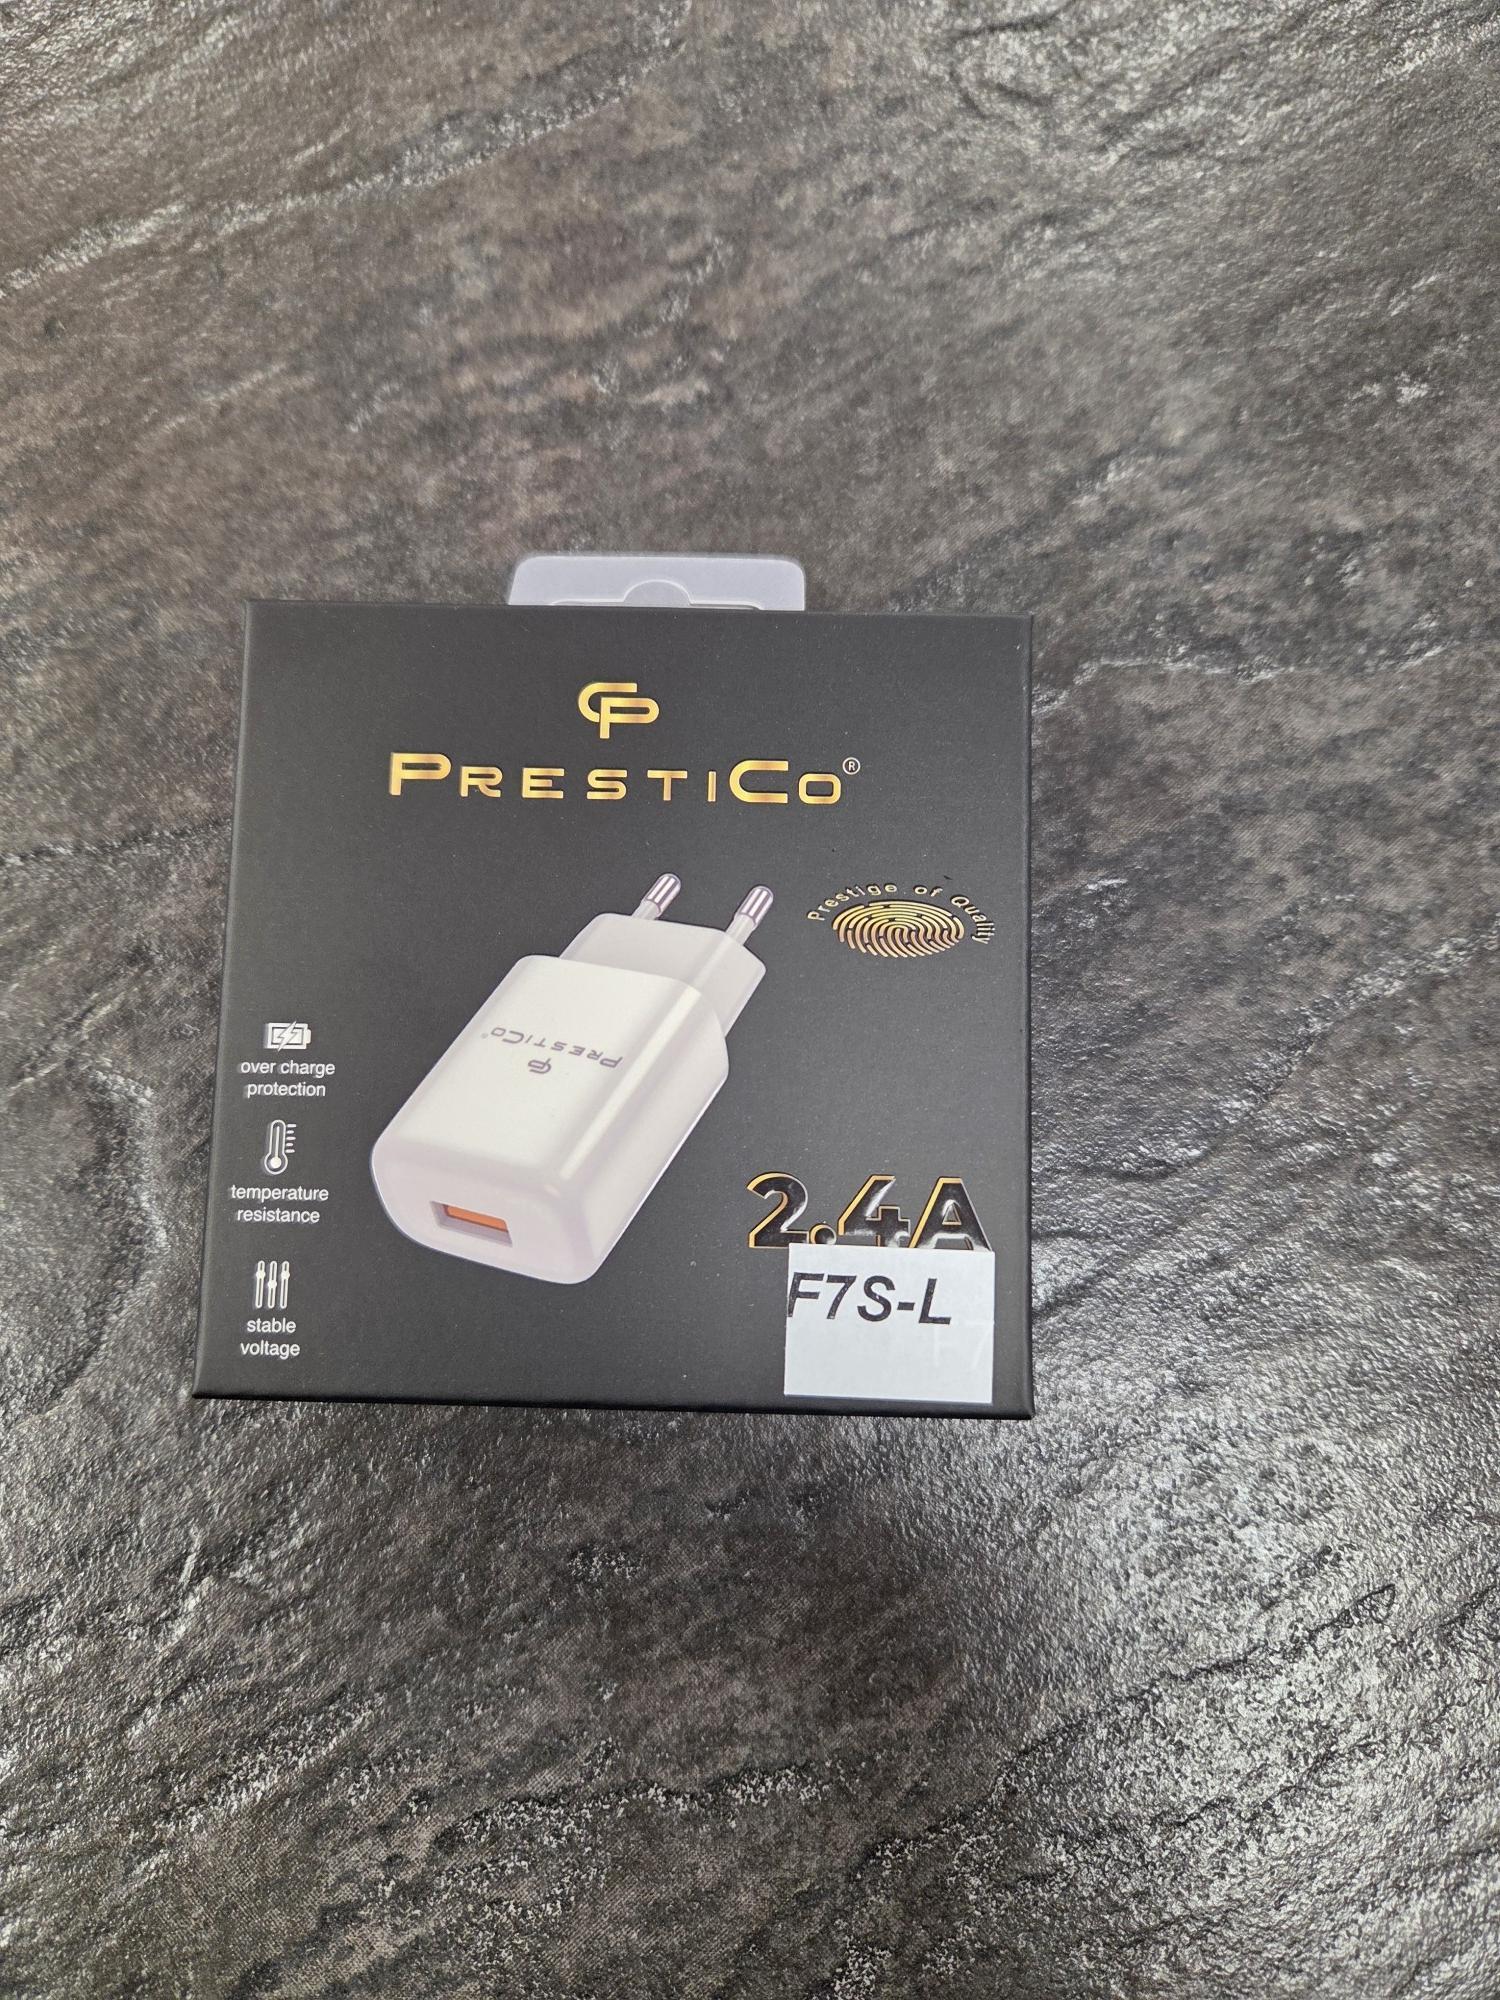 PRESTICO®
Prestige of Quality
PRESTICO®
over charge
protection
temperature
resistance
stable
voltage
2.4A
F7S-L